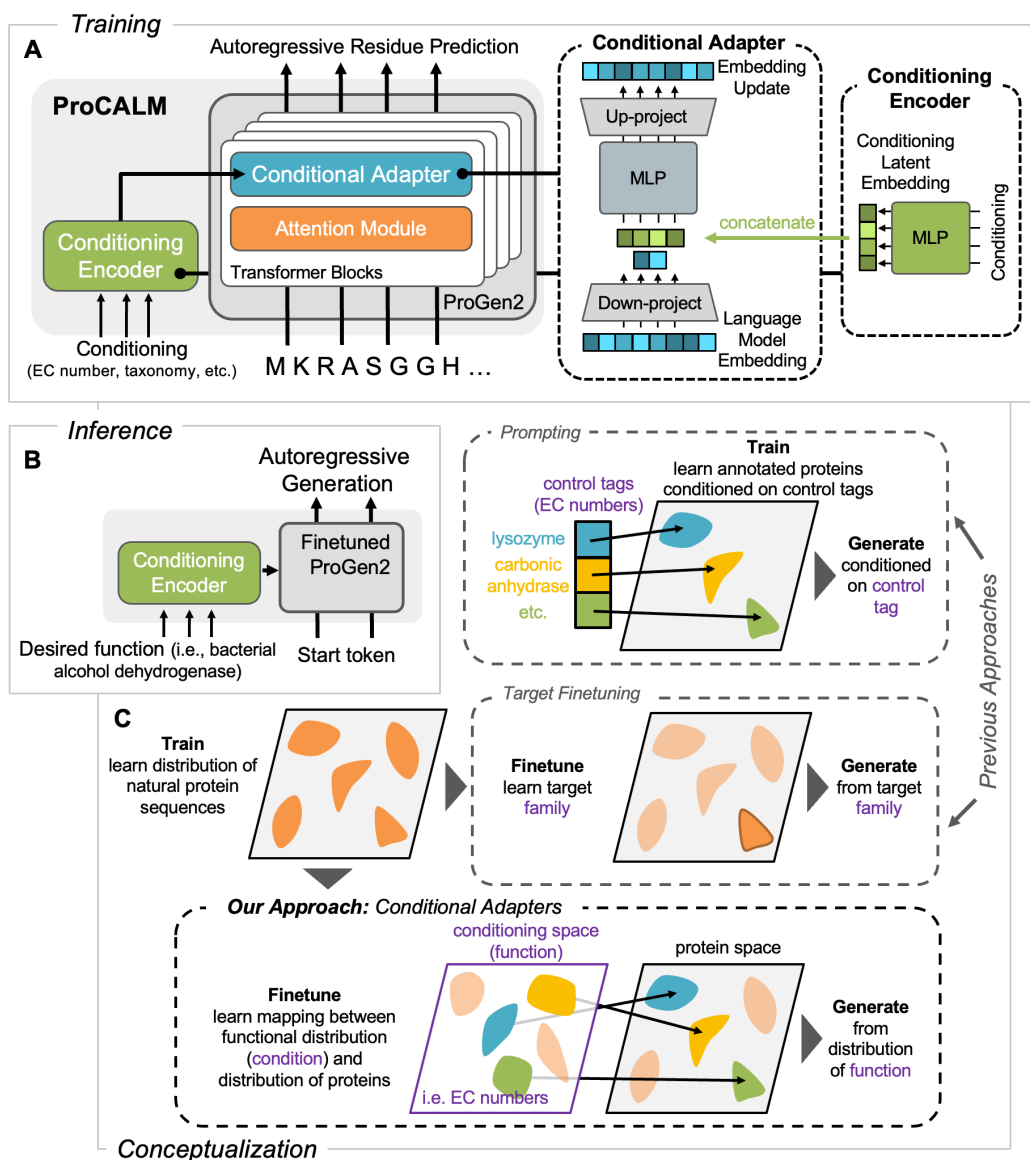 Training
A
Autoregressive Residue Prediction
ProCALM
Conditional Adapter
Attention Module
Transformer Blocks
ProGen2
Conditioning
Encoder
Conditioning
(EC number, taxonomy, etc.)
M K R A S G G H ...
Conditional Adapter
Embedding
Update
Up-project
MLP
concatenate
Down-project
Language
Model
Embedding
Conditioning
Encoder
Conditioning
Latent
Embedding
MLP
Conditioning
Inference
B
Autoregressive
Generation
Conditioning
Encoder
Finetuned
ProGen2
Desired function (i.e., bacterial
alcohol dehydrogenase)
Start token
Prompting
control tags
(EC numbers)
Train
learn annotated proteins
conditioned on control tags
lysozyme
carbonic
anhydrase
etc.
Generate
conditioned
on control
tag
Previous Approaches
C
Train
learn distribution of
natural protein
sequences
Target Finetuning
Finetune
learn target
family
Generate
from target
family
Our Approach: Conditional Adapters
conditioning space
(function)
protein space
Finetune
learn mapping between
functional distribution
(condition) and
distribution of proteins
i.e. EC numbers
Generate
from
distribution
of function
Conceptualization